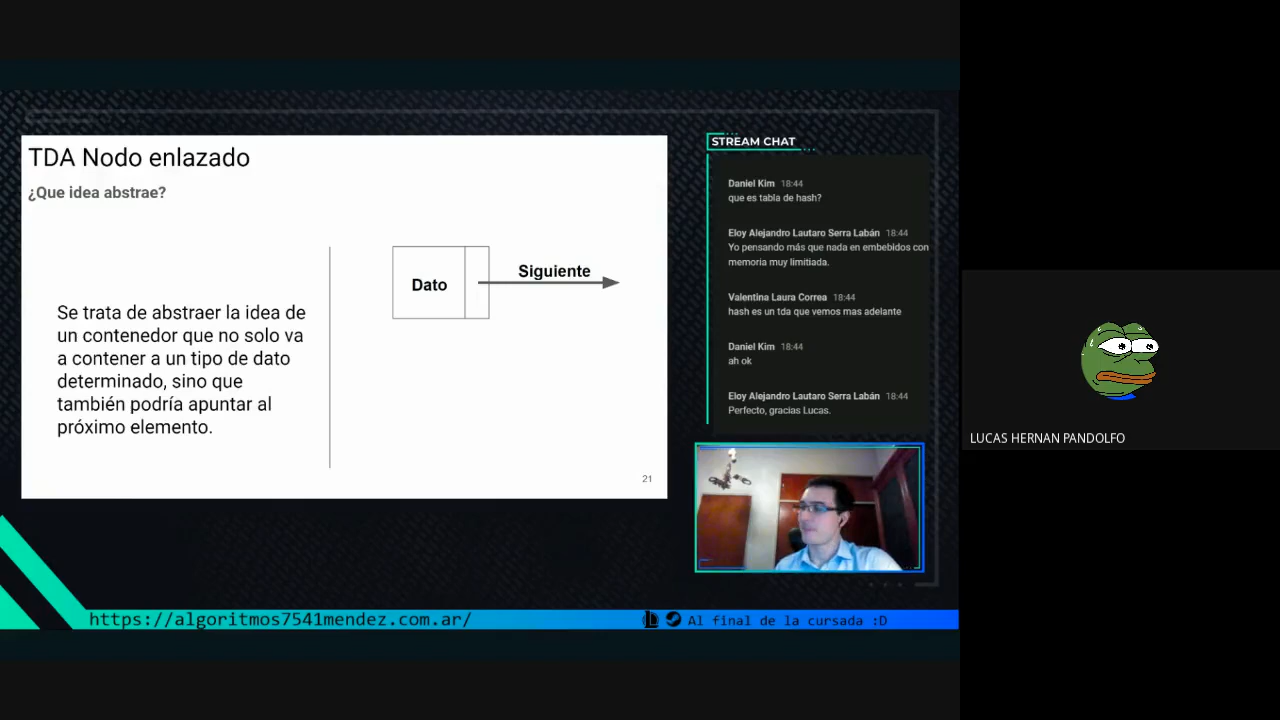 TDA Nodo enlazado
¿Que idea abstrae?
Se trata de abstraer la idea de
un contenedor que no solo va
a contener a un tipo de dato
determinado, sino que
también podría apuntar al
próximo elemento.
Dato
Siguiente
21
STREAM CHAT
Daniel Kim 18:44
que es tabla de hash?
Eloy Alejandro Lautaro Serra Labán 18:44
Yo pensando más que nada en embebidos con
memoria muy limitiada.
Valentina Laura Correa 18:44
hash es un tda que vemos mas adelante
Daniel Kim 18:44
ah ok
Eloy Alejandro Lautaro Serra Labán 18:44
Perfecto, gracias Lucas.
LUCAS HERNAN PANDOLFO
https://algoritmos7541mendez.com.ar/
Al final de la cursada :D